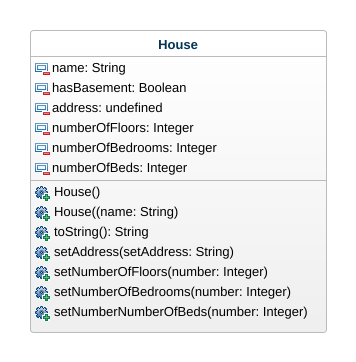 House
name: String
hasBasement: Boolean
address: undefined
numberOfFloors: Integer
numberOfBedrooms: Integer
numberOfBeds: Integer
House()
House((name: String)
toString(): String
setAddress(setAddress: String)
setNumberOfFloors(number: Integer)
setNumberOfBedrooms(number: Integer)
setNumberNumberOfBeds(number: Integer)